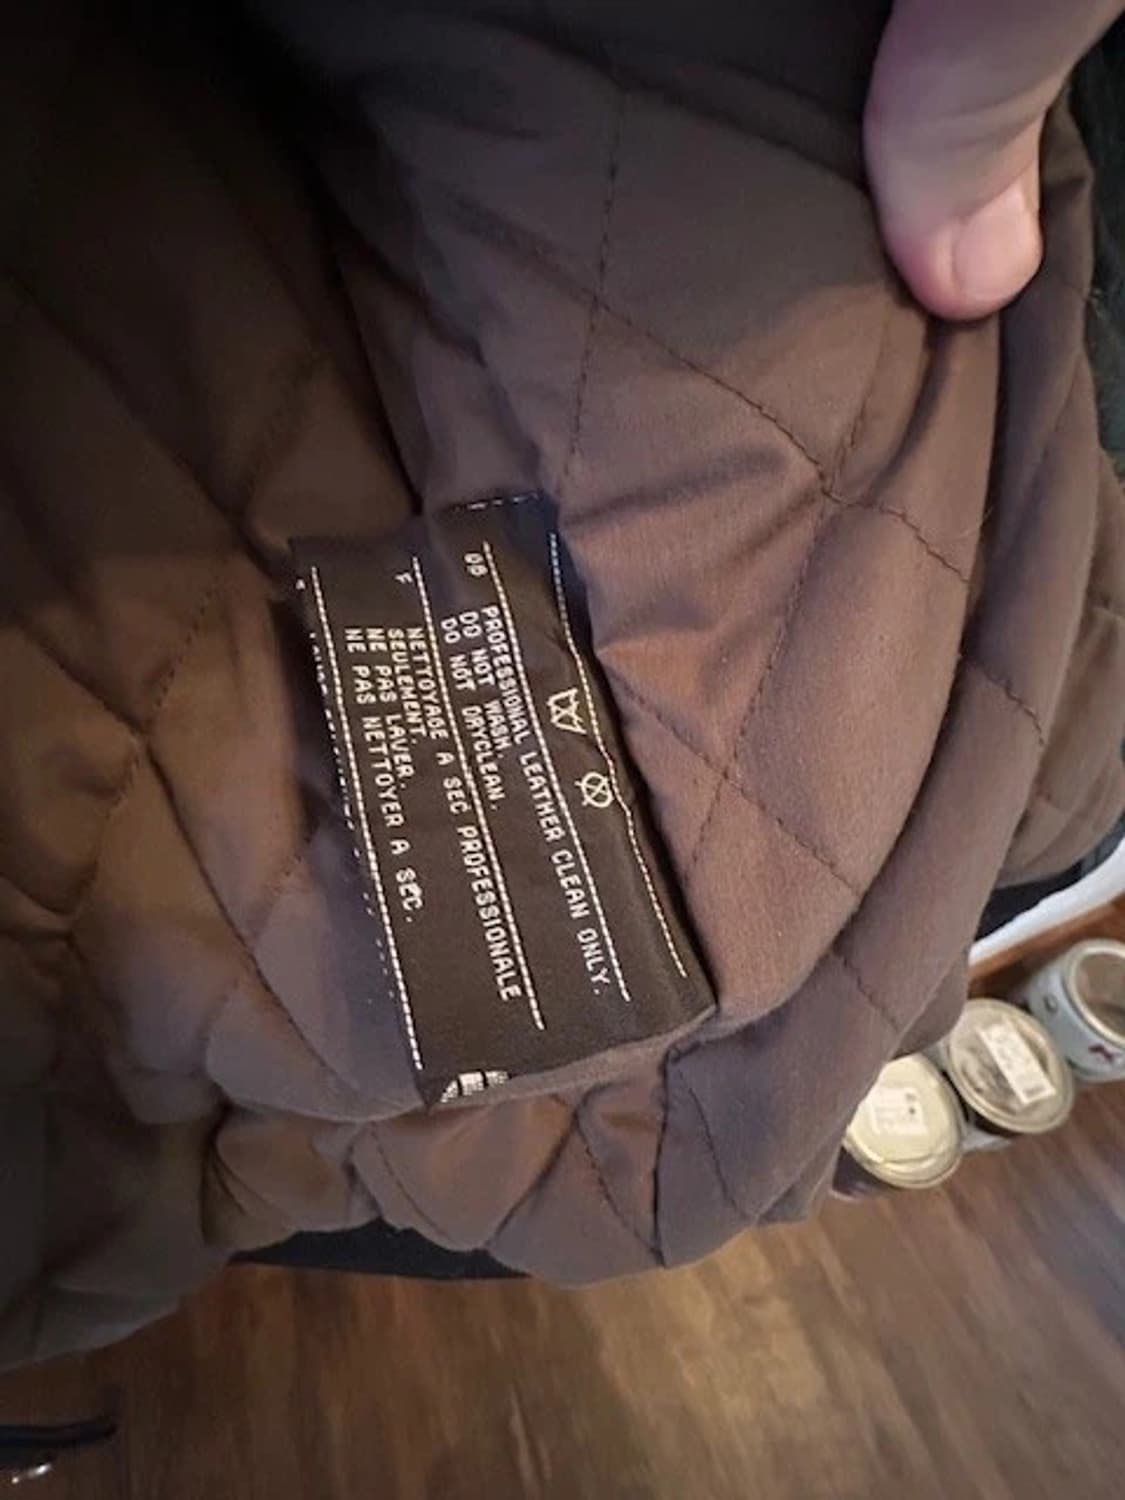 GB PROFESSIONAL LEATHER CLEAN ONLY.
DO NOT WASH.
DO NOT DRYCLEAN.
F NETTOYAGE A SEC PROFESSIONALE
SEULEMENT.
NE PAS LAVER.
NE PAS NETTOYER A SEC.